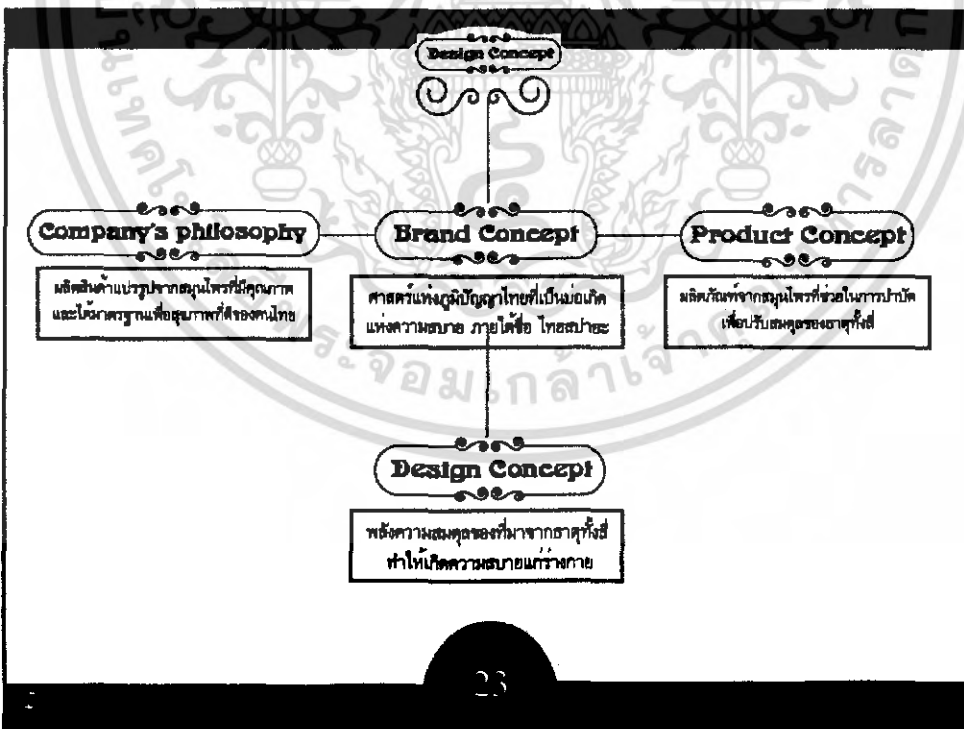 Design Concept
Company's philosophy
Brand Concept
Product Concept
ผลิตสินค้าแปรรูปจากสมุนไพรที่มีคุณภาพ
และได้มาตรฐานเพื่อสุขภาพที่ดีของคนไทย
ศาสตร์แห่งภูมิปัญญาไทยที่เป็นบ่อเกิด
แห่งความสบาย ภายใต้ชื่อ ไทยสปายะ
ผลิตภัณฑ์จากสมุนไพรที่ช่วยในการบำบัด
เพื่อปรับสมดุลของธาตุทั้งสี่
Design Concept
พลังความสมดุลของที่มาจากธาตุทั้งสี่
ทำให้เกิดความสบายแก่ร่างกาย
23